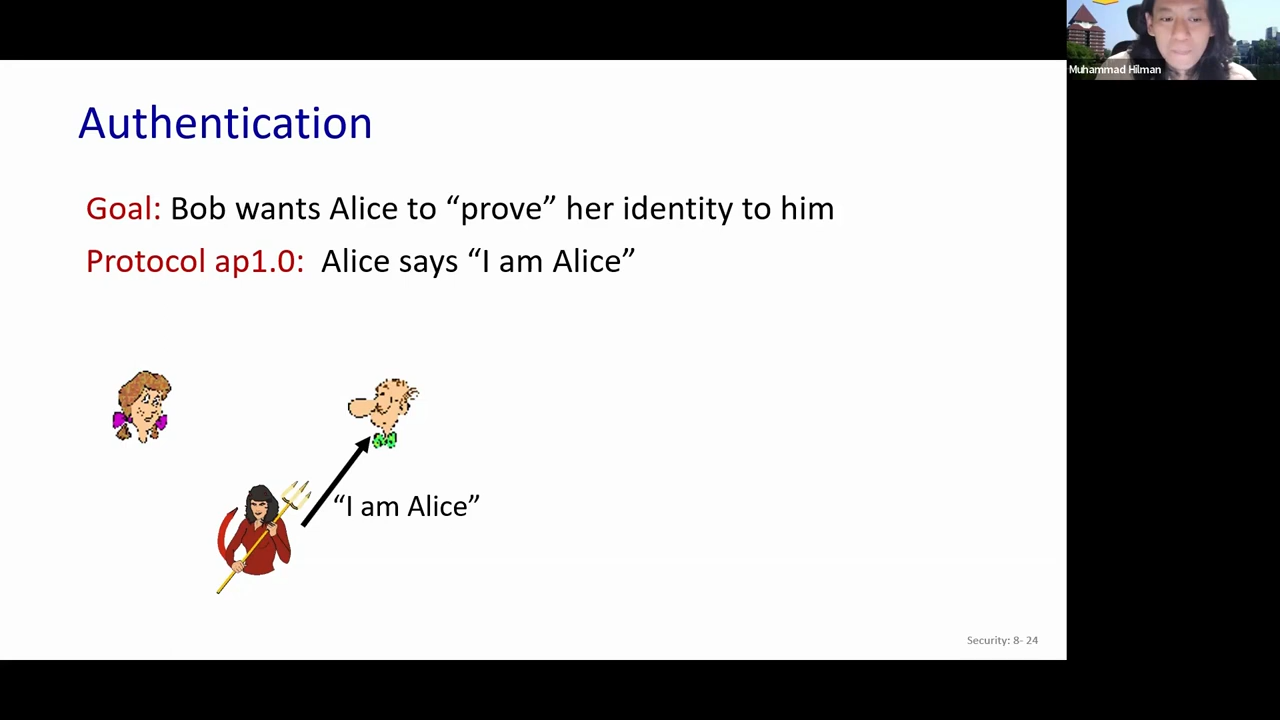 Muhammad Hilman
Authentication
Goal: Bob wants Alice to “prove” her identity to him
Protocol ap1.0: Alice says “I am Alice”
“I am Alice”
Security: 8- 24